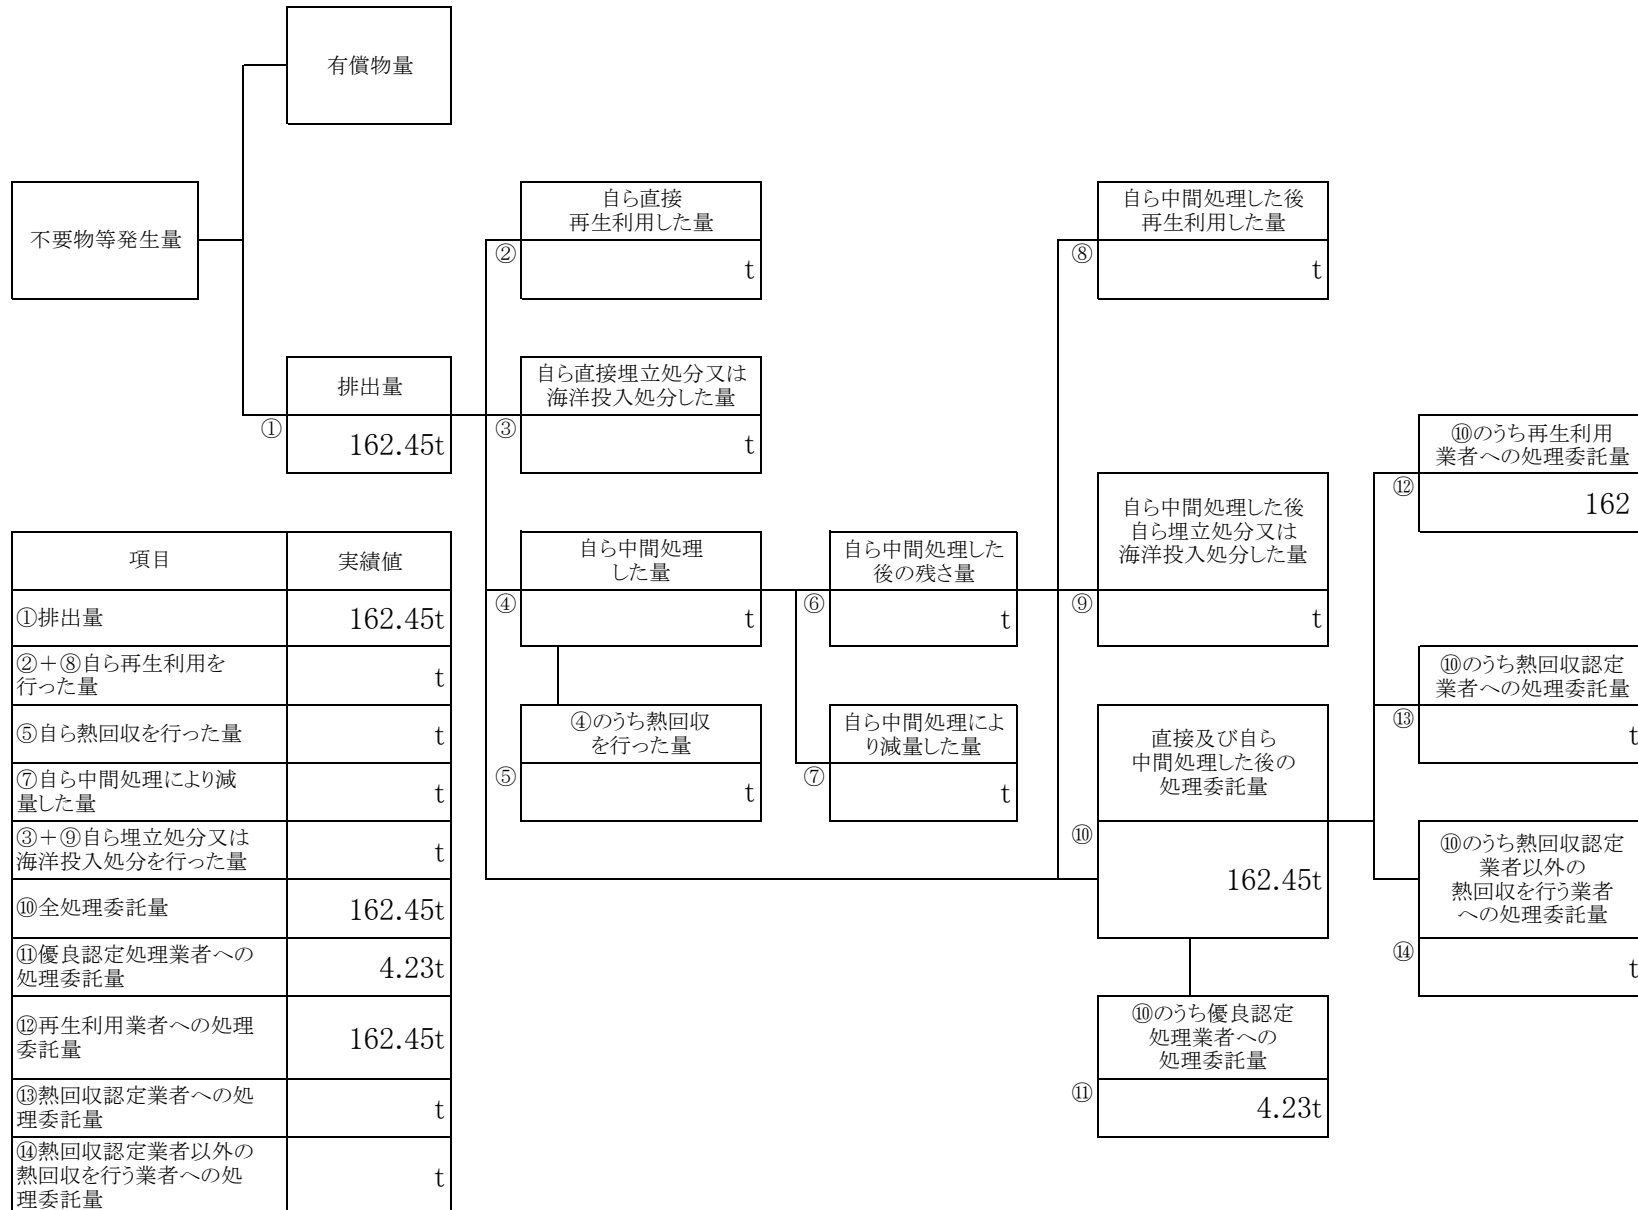 有償物量
不要物等発生量
自ら直接
再生利用した量
②
t
自ら中間処理した後
再生利用した量
⑧
t
排出量
①
162.45t
自ら直接埋立処分又は
海洋投入処分した量
③
t
⑩のうち再生利用
業者への処理委託量
⑫
162
自ら中間処理した後
自ら埋立処分又は
海洋投入処分した量
⑨
t
自ら中間処理
した量
④
t
自ら中間処理した
後の残さ量
⑥
t
⑩のうち熱回収認定
業者への処理委託量
⑬
t
④のうち熱回収
を行った量
⑤
t
自ら中間処理によ
り減量した量
⑦
t
直接及び自ら
中間処理した後の
処理委託量
⑩
162.45t
⑩のうち熱回収認定
業者以外の
熱回収を行う業者
への処理委託量
⑭
t
⑩のうち優良認定
処理業者への
処理委託量
⑪
4.23t
項目 実績値
①排出量 162.45t
②＋⑧自ら再生利用を
行った量
t
⑤自ら熱回収を行った量 t
⑦自ら中間処理により減
量した量
t
③＋⑨自ら埋立処分又は
海洋投入処分を行った量
t
⑩全処理委託量 162.45t
⑪優良認定処理業者への
処理委託量
4.23t
⑫再生利用業者への処理
委託量
162.45t
⑬熱回収認定業者への処
理委託量
t
⑭熱回収認定業者以外の
熱回収を行う業者への処
理委託量
t